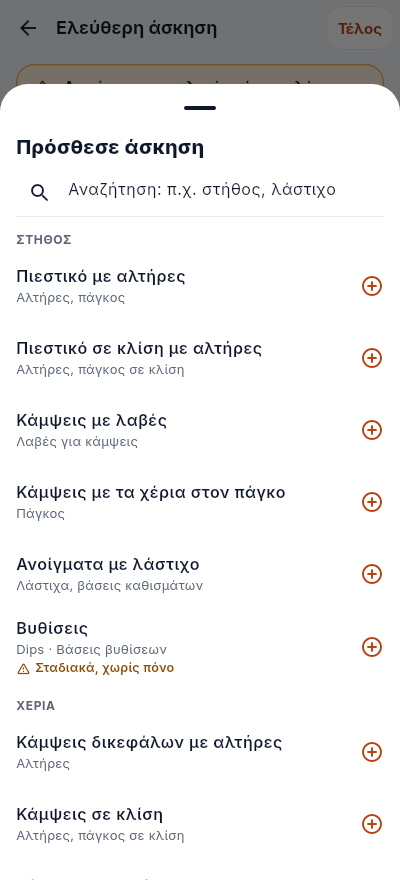 Ελεύθερη άσκηση
Τέλος
Πρόσθεσε άσκηση
Αναζήτηση: π.χ. στήθος, λάστιχο
ΣΤΗΘΟΣ
Πιεστικό με αλτήρες
Αλτήρες, πάγκος
Πιεστικό σε κλίση με αλτήρες
Αλτήρες, πάγκος σε κλίση
Κάμψεις με λαβές
Λαβές για κάμψεις
Κάμψεις με τα χέρια στον πάγκο
Πάγκος
Ανοίγματα με λάστιχο
Λάστιχα, βάσεις καθισμάτων
Βυθίσεις
Dips · Βάσεις βυθίσεων
Σταδιακά, χωρίς πόνο
ΧΕΡΙΑ
Κάμψεις δικεφάλων με αλτήρες
Αλτήρες
Κάμψεις σε κλίση
Αλτήρες, πάγκος σε κλίση